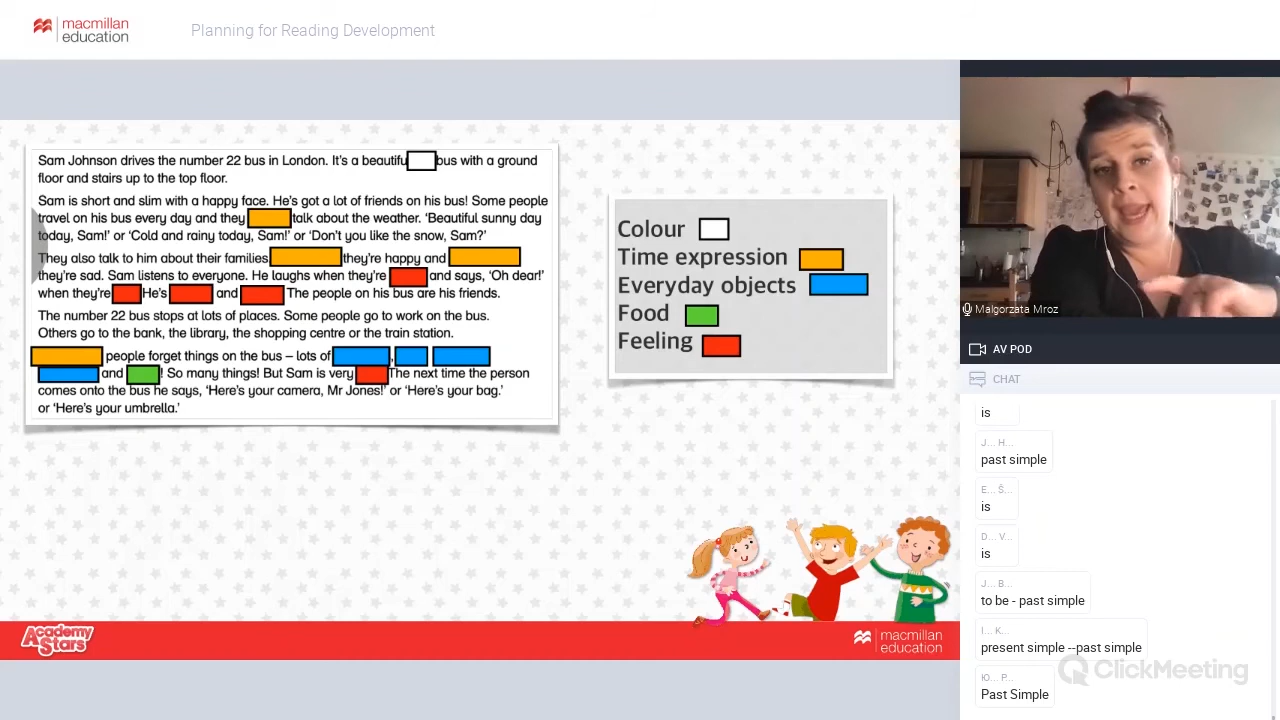 macmillan
education
Planning for Reading Development
Sam Johnson drives the number 22 bus in London. It's a beautifu bus with a ground
floor and stairs up to the top floor.
Sam is short and slim with a happy face. He's got a lot of friends on his bus! Some people
travel on his bus every day and they talk about the weather. 'Beautiful sunny day
today, Sam!' or 'Cold and rainy today, Sam!' or 'Don't you like the snow, Sam?'
They also talk to him about their families they're happy and
they're sad. Sam listens to everyone. He laughs when they're and says, 'Oh dear!'
when they're He's and The people on his bus are his friends.
The number 22 bus stops at lots of places. Some people go to work on the bus.
Others go to the bank, the library, the shopping centre or the train station.
people forget things on the bus – lots of ,
and ! So many things! But Sam is very The next time the person
comes onto the bus he says, 'Here's your camera, Mr Jones!' or 'Here's your bag.'
or 'Here's your umbrella.'
Colour
Time expression
Everyday objects
Food
Feeling
Academy
Stars
macmillan
education
Malgorzata Mroz
AV POD
CHAT
is
J... H...
past simple
E... Š...
is
D... V...
is
J... B...
to be - past simple
I... K...
present simple --past simple
Ю... P...
Past Simple
ClickMeeting